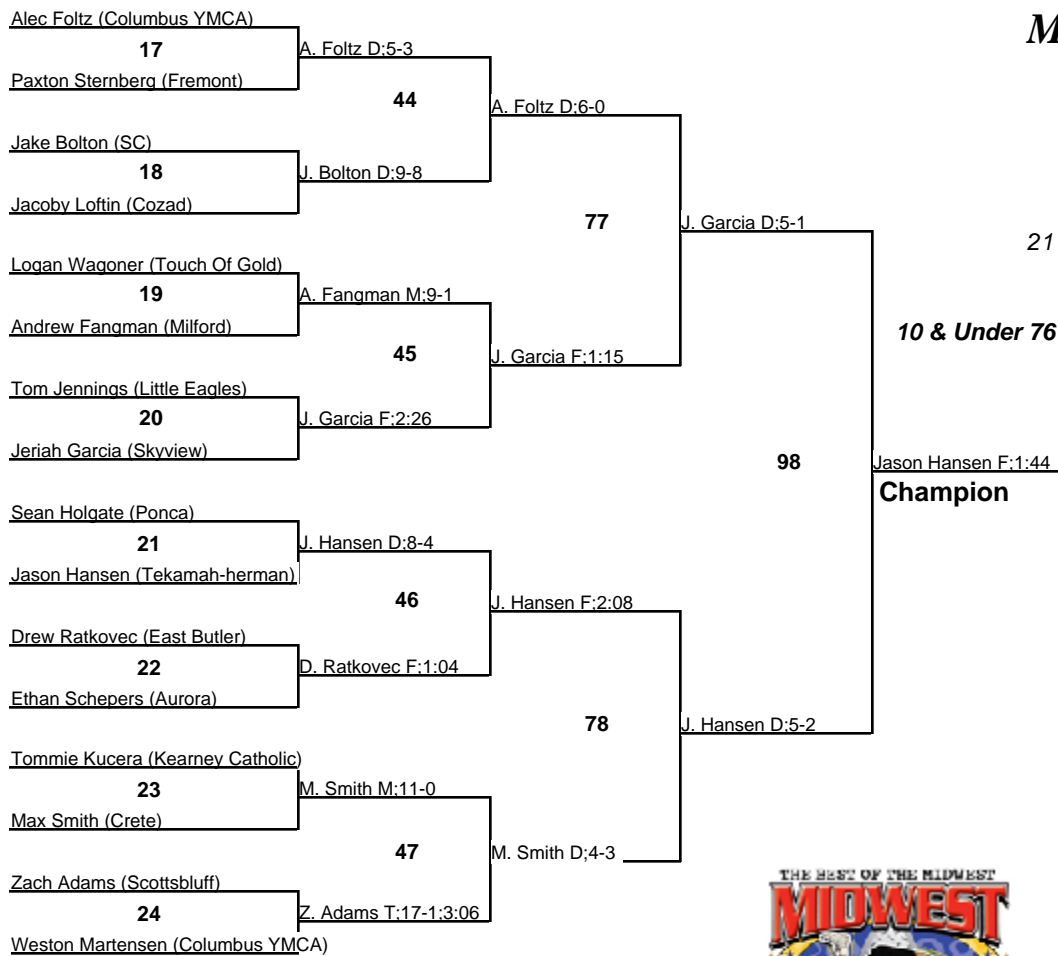 Alec Foltz (Columbus YMCA)
M
17
A. Foltz D;5-3
Paxton Sternberg (Fremont)
44
A. Foltz D;6-0
Jake Bolton (SC)
18
J. Bolton D;9-8
Jacoby Loftin (Cozad)
77
J. Garcia D;5-1
21
Logan Wagoner (Touch Of Gold)
19
A. Fangman M;9-1
Andrew Fangman (Milford)
10 & Under 76
45
J. Garcia F;1:15
Tom Jennings (Little Eagles)
20
J. Garcia F;2:26
Jeriah Garcia (Skyview)
98
Jason Hansen F;1:44
Champion
Sean Holgate (Ponca)
21
J. Hansen D;8-4
Jason Hansen (Tekamah-herman)
46
J. Hansen F;2:08
Drew Ratkovec (East Butler)
22
D. Ratkovec F;1:04
Ethan Schepers (Aurora)
78
J. Hansen D;5-2
Tommie Kucera (Kearney Catholic)
23
M. Smith M;11-0
Max Smith (Crete)
47
M. Smith D;4-3
Zach Adams (Scottsbluff)
24
Z. Adams T;17-1;3:06
Weston Martensen (Columbus YMCA)
THE BEST OF THE MIDWEST
MIDWEST